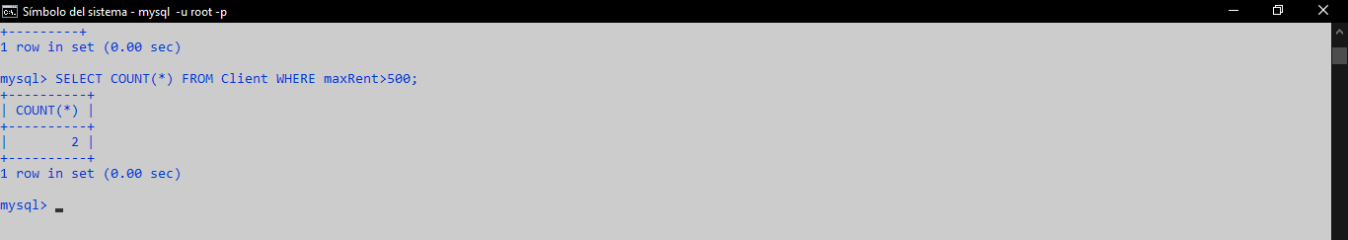 Símbolo del sistema - mysql -u root -p
+---------+
1 row in set (0.00 sec)
mysql> SELECT COUNT(*) FROM Client WHERE maxRent>500;
+----------+
| COUNT(*) |
+----------+
|        2 |
+----------+
1 row in set (0.00 sec)
mysql>